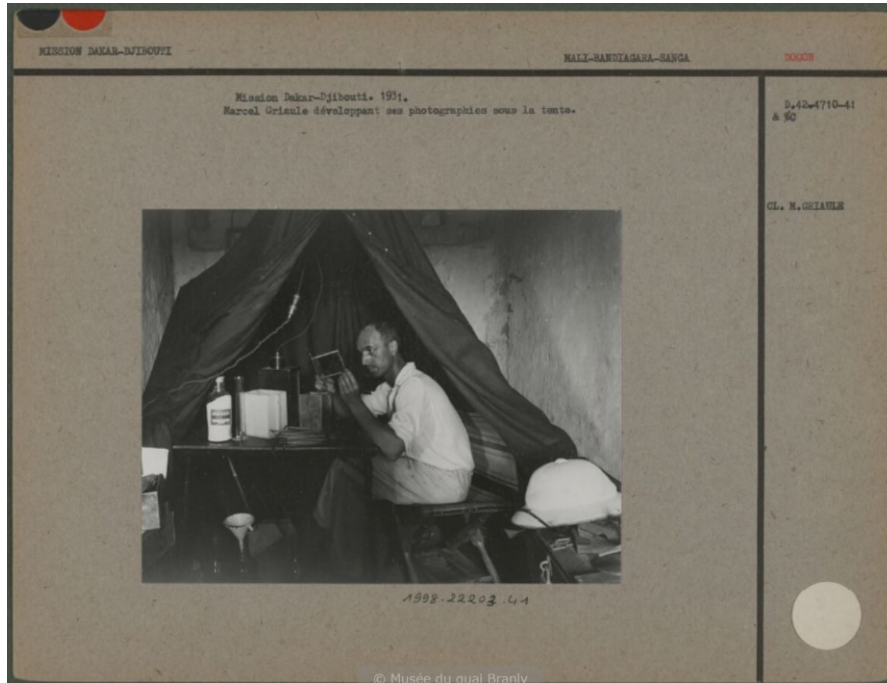 MISSION DAKAR-DJIBOUTI
MALI-BANDIAGARA-SANGA
DOGON
Mission Dakar-Djibouti. 1931.
Marcel Griaule développant ses photographies sous la tente.
D.42.4710-41
& 
CL. M.GRIAULE
1998-22203-41
© Musée du quai Branly